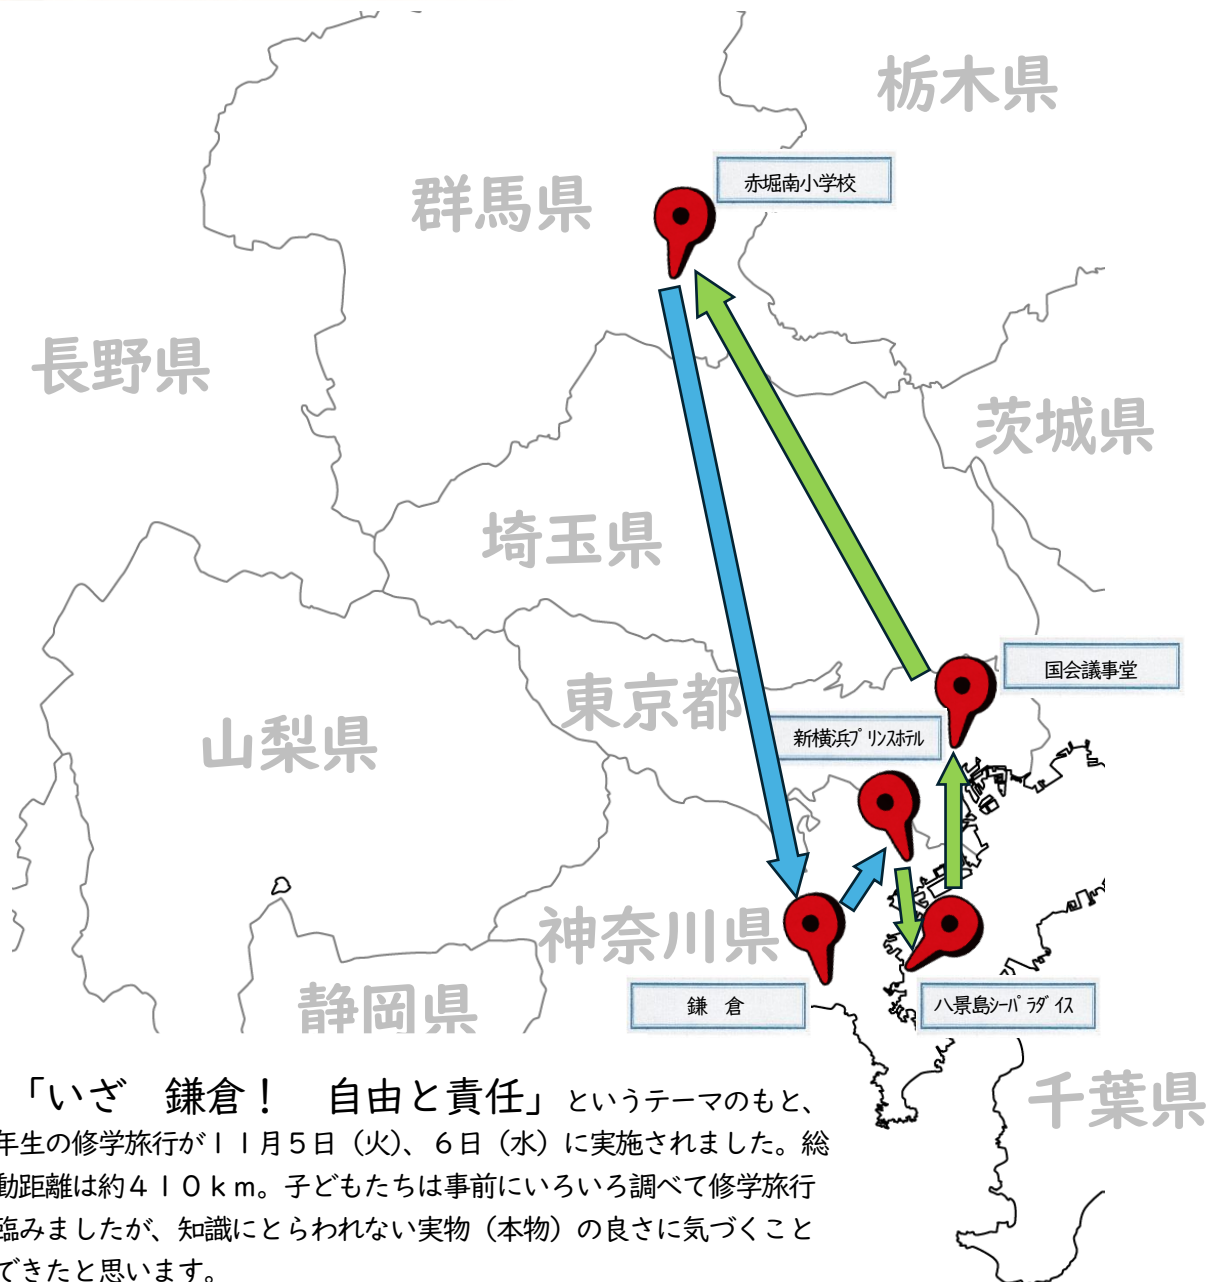 栃木県
赤堀南小学校
群馬県
長野県
茨城県
埼玉県
国会議事堂
東京都
新横浜プリンスホテル
山梨県
神奈川県
静岡県
鎌　倉
八景島シーパラダイス
千葉県
「いざ　鎌倉！　自由と責任」というテーマのもと、
年生の修学旅行が１１月５日（火）、６日（水）に実施されました。総
動距離は約４１０ｋｍ。子どもたちは事前にいろいろ調べて修学旅行
臨みましたが、知識にとらわれない実物（本物）の良さに気づくこと
できたと思います。